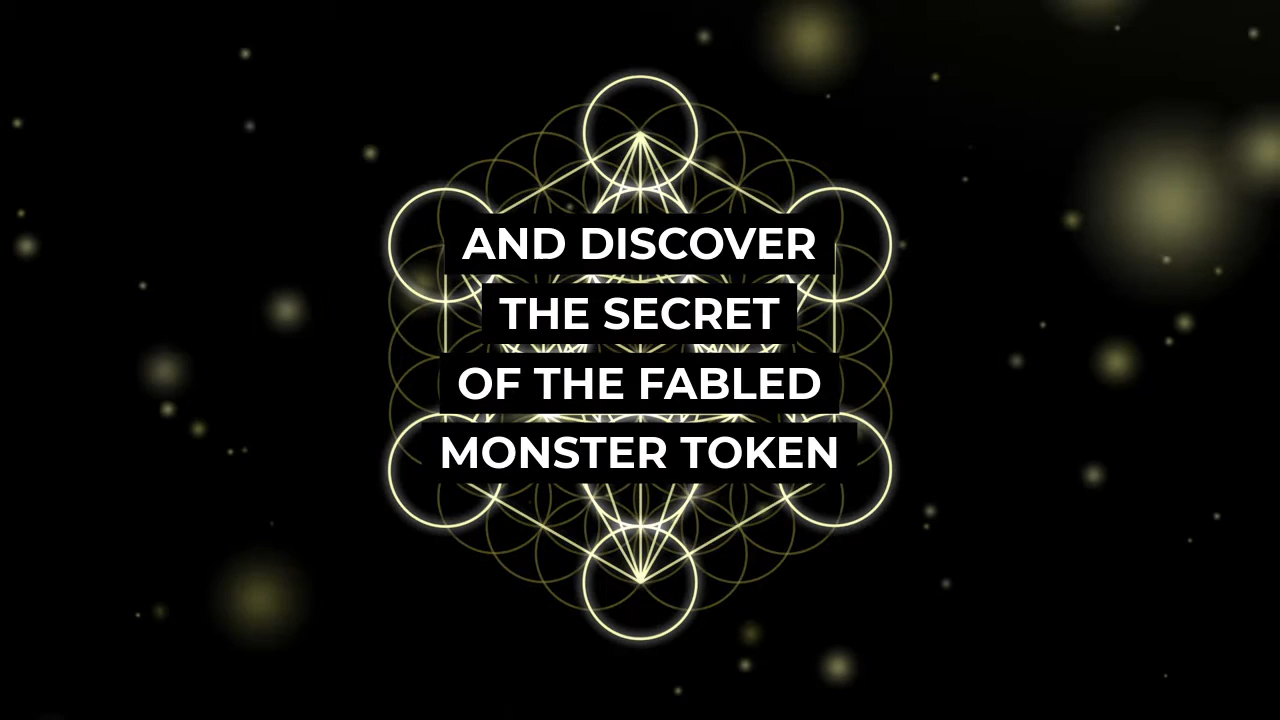 AND DISCOVER
THE SECRET
OF THE FABLED
MONSTER TOKEN